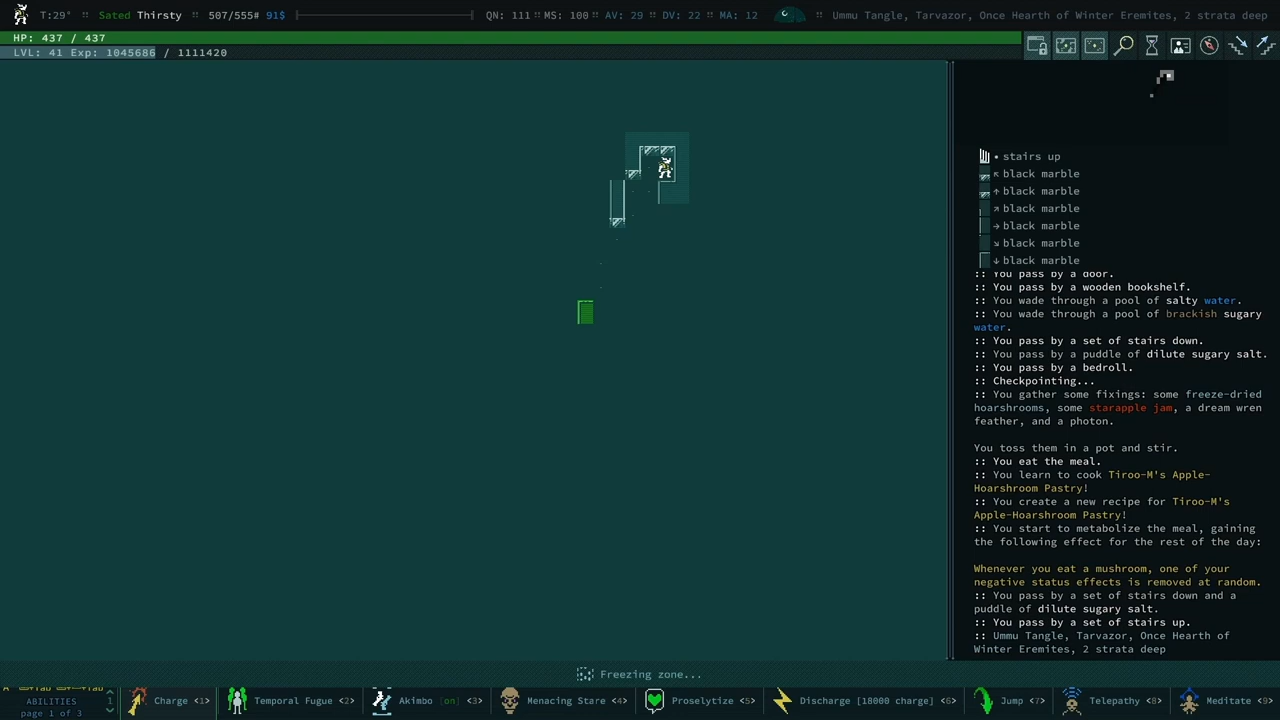 T:29° :: Sated Thirsty :: 507/555# 91$ QN: 111 :: MS: 100 :: AV: 29 :: DV: 22 :: MA: 12 :: Ummu Tangle, Tarvazor, Once Hearth of Winter Eremites, 2 strata deep
HP: 437 / 437
LVL: 41 Exp: 1045686 / 1111420
stairs up
black marble
black marble
black marble
black marble
black marble
black marble
:: You pass by a door.
:: You pass by a wooden bookshelf.
:: You wade through a pool of salty water.
:: You wade through a pool of brackish sugary
water.
:: You pass by a set of stairs down.
:: You pass by a puddle of dilute sugary salt.
:: You pass by a bedroll.
:: Checkpointing...
:: You gather some fixings: some freeze-dried
hoarshrooms, some starapple jam, a dream wren
feather, and a photon.
You toss them in a pot and stir.
:: You eat the meal.
:: You learn to cook Tiroo-M's Apple-
Hoarshroom Pastry!
:: You create a new recipe for Tiroo-M's
Apple-Hoarshroom Pastry!
:: You start to metabolize the meal, gaining
the following effect for the rest of the day:
Whenever you eat a mushroom, one of your
negative status effects is removed at random.
:: You pass by a set of stairs down and a
puddle of dilute sugary salt.
:: You pass by a set of stairs up.
:: Ummu Tangle, Tarvazor, Once Hearth of
Winter Eremites, 2 strata deep
Freezing zone...
ABILITIES
page 1 of 3
Charge <1> Temporal Fugue <2> Akimbo [on] <3> Menacing Stare <4> Proselytize <5> Discharge [18000 charge] <6> Jump <7> Telepathy <8> Meditate <9>